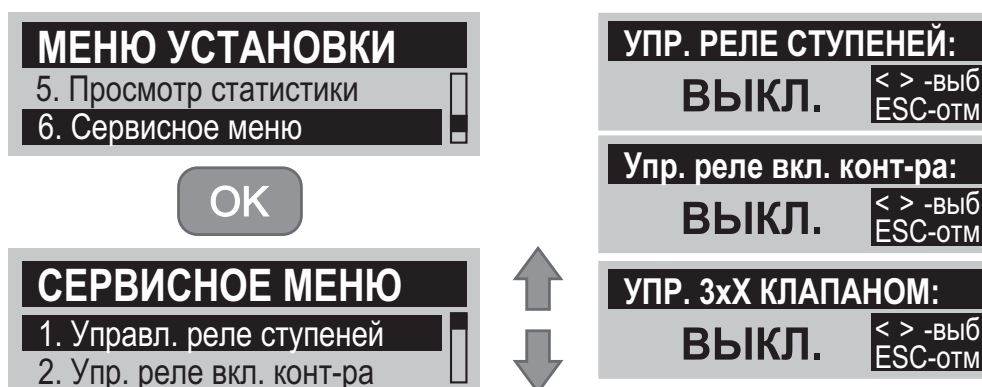 МЕНЮ УСТАНОВКИ
5. Просмотр статистики
6. Сервисное меню
OK
СЕРВИСНОЕ МЕНЮ
1. Управл. реле ступеней
2. Упр. реле вкл. конт-ра
УПР. РЕЛЕ СТУПЕНЕЙ:
ВЫКЛ.
< > -выб
ESC-отм
Упр. реле вкл. конт-ра:
ВЫКЛ.
< > -выб
ESC-отм
УПР. 3хХ КЛАПАНОМ:
ВЫКЛ.
< > -выб
ESC-отм